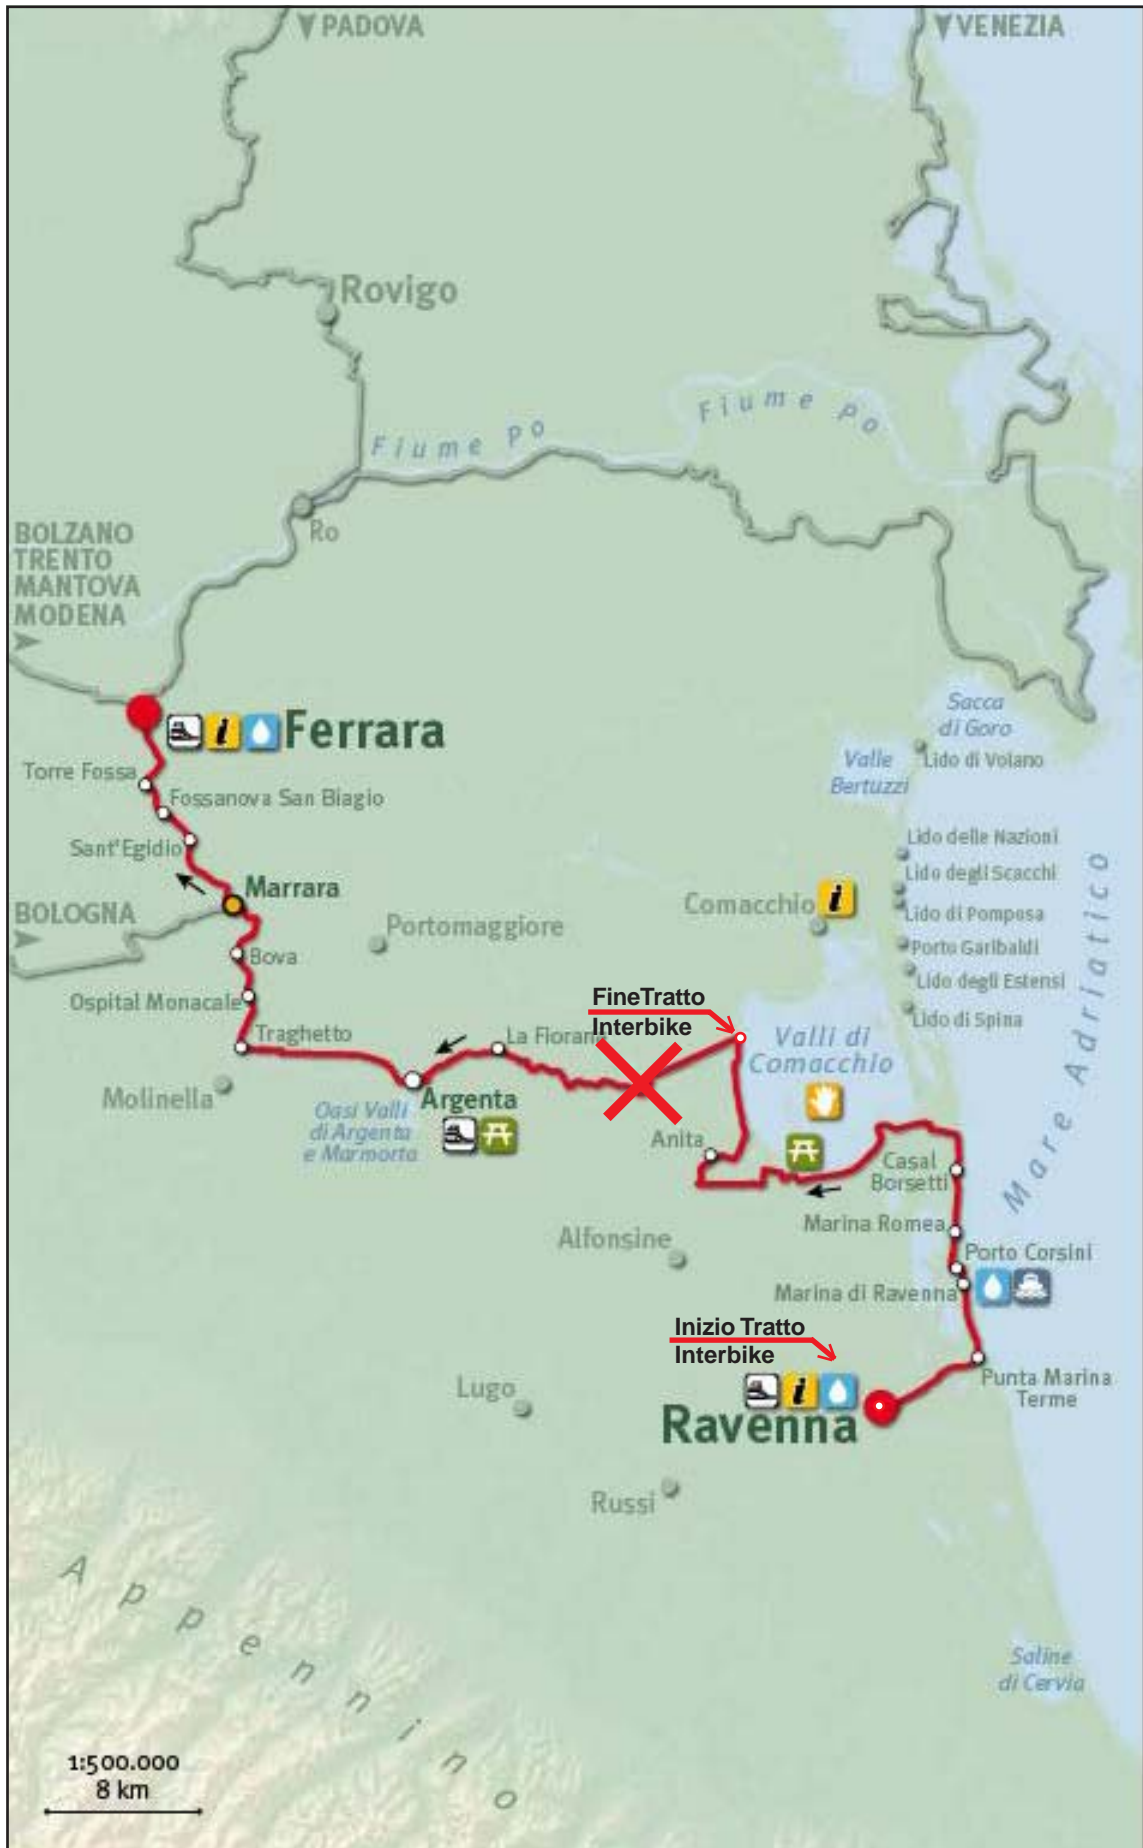 PADOVA
VENEZIA
Rovigo
Fiume Po
Fiume Po
Ro
BOLZANO
TRENTO
MANTOVA
MODENA
Sacca
di Goro
i
Ferrara
Valle
Bertuzzi
Lido di Volano
Torre Fossa
Fossanova San Biagio
Sant'Egidio
Lido delle Nazioni
Lido degli Scacchi
Marrara
BOLOGNA
Comacchio
i
Lido di Pomposa
Portomaggiore
Porto Garibaldi
Bova
Lido degli Estensi
Mare Adriatico
Ospital Monacale
FineTratto
Interbike
Lido di Spina
Traghetto
La Fiorana
Valli di
Comacchio
Molinella
Argenta
Oasi Valli
di Argenta
e Marmorta
Anita
Casal
Borsetti
Marina Romea
Alfonsine
Porto Corsini
Marina di Ravenna
Inizio Tratto
Interbike
Punta Marina
Terme
i
Lugo
Ravenna
Russi
Appennino
Saline
di Cervia
1:500.000
8 km